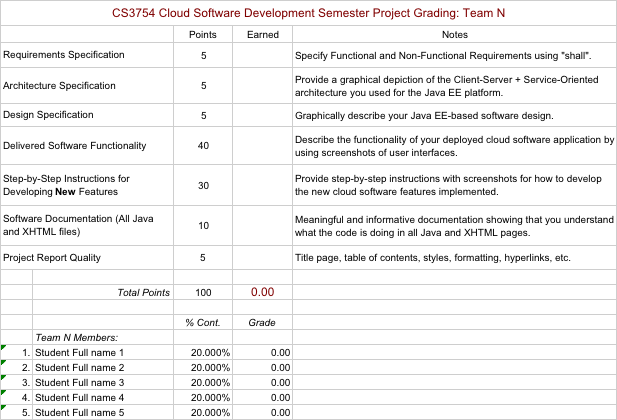 CS3754 Cloud Software Development Semester Project Grading: Team N
Points Earned Notes
Requirements Specification 5 Specify Functional and Non-Functional Requirements using "shall".
Architecture Specification 5 Provide a graphical depiction of the Client-Server + Service-Oriented
architecture you used for the Java EE platform.
Design Specification 5 Graphically describe your Java EE-based software design.
Delivered Software Functionality 40 Describe the functionality of your deployed cloud software application by
using screenshots of user interfaces.
Step-by-Step Instructions for
Developing New Features 30 Provide step-by-step instructions with screenshots for how to develop
the new cloud software features implemented.
Software Documentation (All Java
and XHTML files) 10 Meaningful and informative documentation showing that you understand
what the code is doing in all Java and XHTML pages.
Project Report Quality 5 Title page, table of contents, styles, formatting, hyperlinks, etc.
Total Points 100 0.00
% Cont. Grade
Team N Members:
1. Student Full name 1 20.000% 0.00
2. Student Full name 2 20.000% 0.00
3. Student Full name 3 20.000% 0.00
4. Student Full name 4 20.000% 0.00
5. Student Full name 5 20.000% 0.00